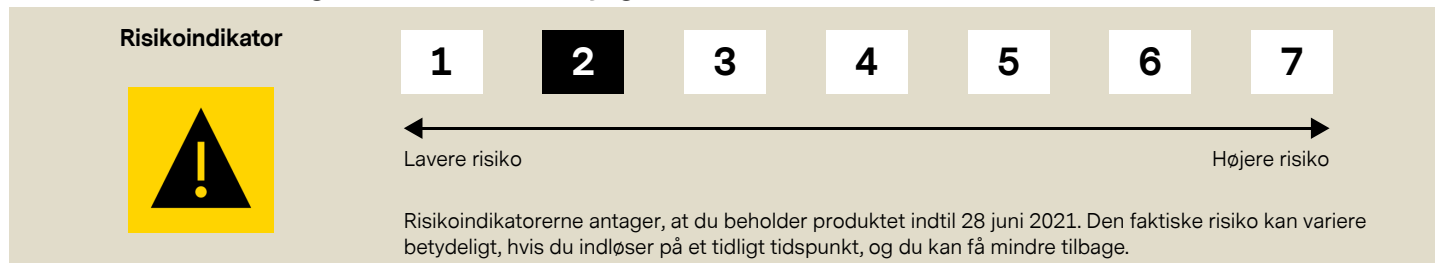 Risikoindikator
1 2 3 4 5 6 7
Lavere risiko Højere risiko
Risikoindikatorerne antager, at du beholder produktet indtil 28 juni 2021. Den faktiske risiko kan variere
betydeligt, hvis du indløser på et tidligt tidspunkt, og du kan få mindre tilbage.